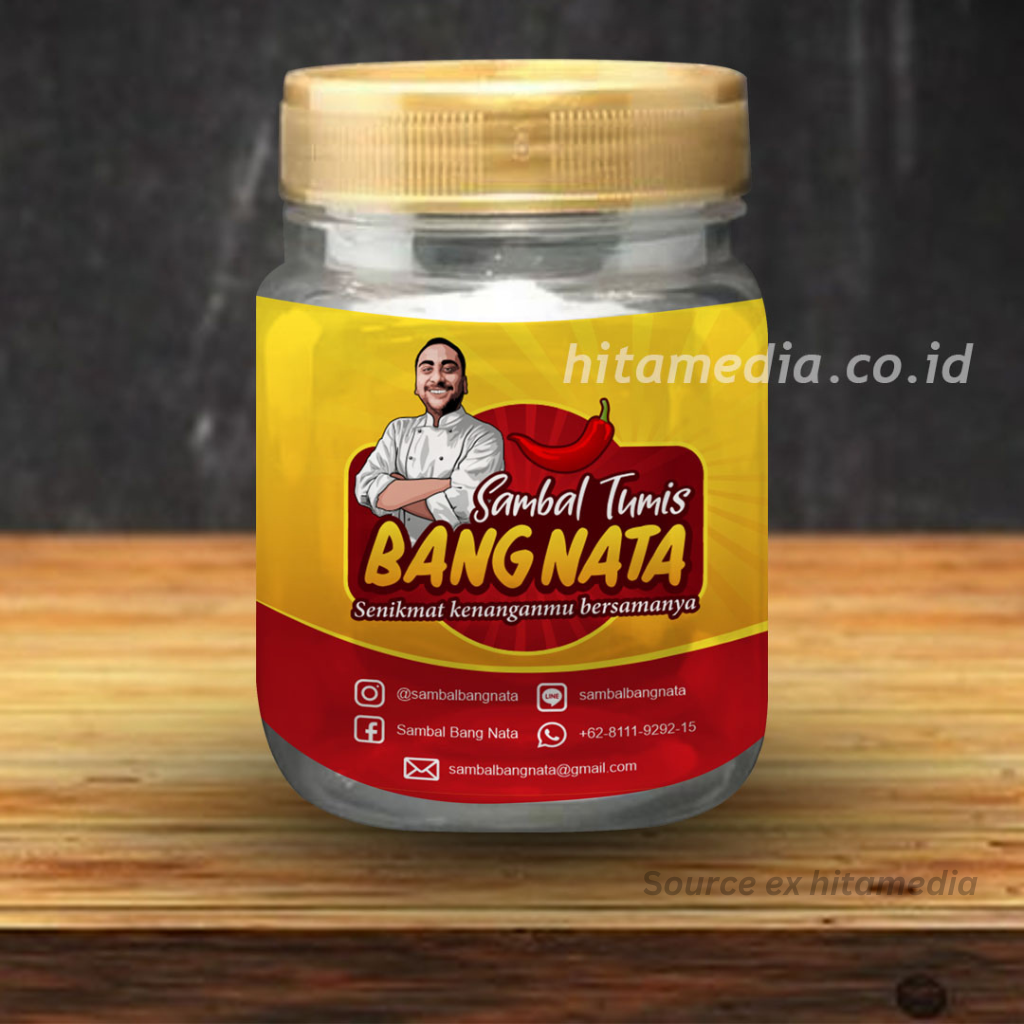 hitamedia.co.id
Sambal Tumis
BANG NATA
Senikmat kenanganmu bersamanya
@sambalbangnata
LINE
sambalbangnata
Sambal Bang Nata
+62-8111-9292-15
sambalbangnata@gmail.com
Source ex hitamedia